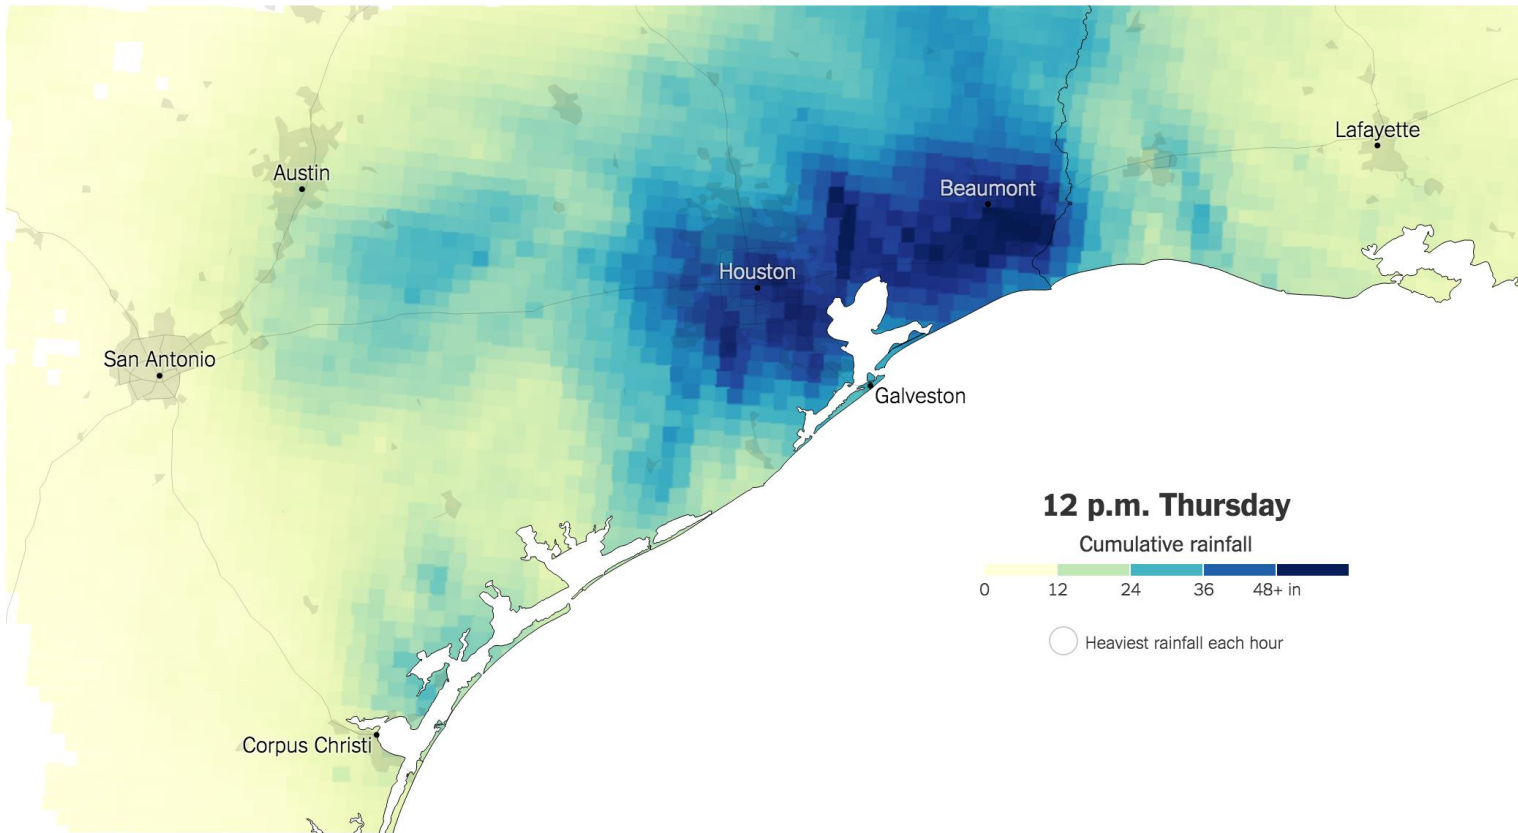 Lafayette
Austin
Beaumont
Houston
San Antonio
Galveston
12 p.m. Thursday
Cumulative rainfall
0 12 24 36 48+ in
Heaviest rainfall each hour
Corpus Christi